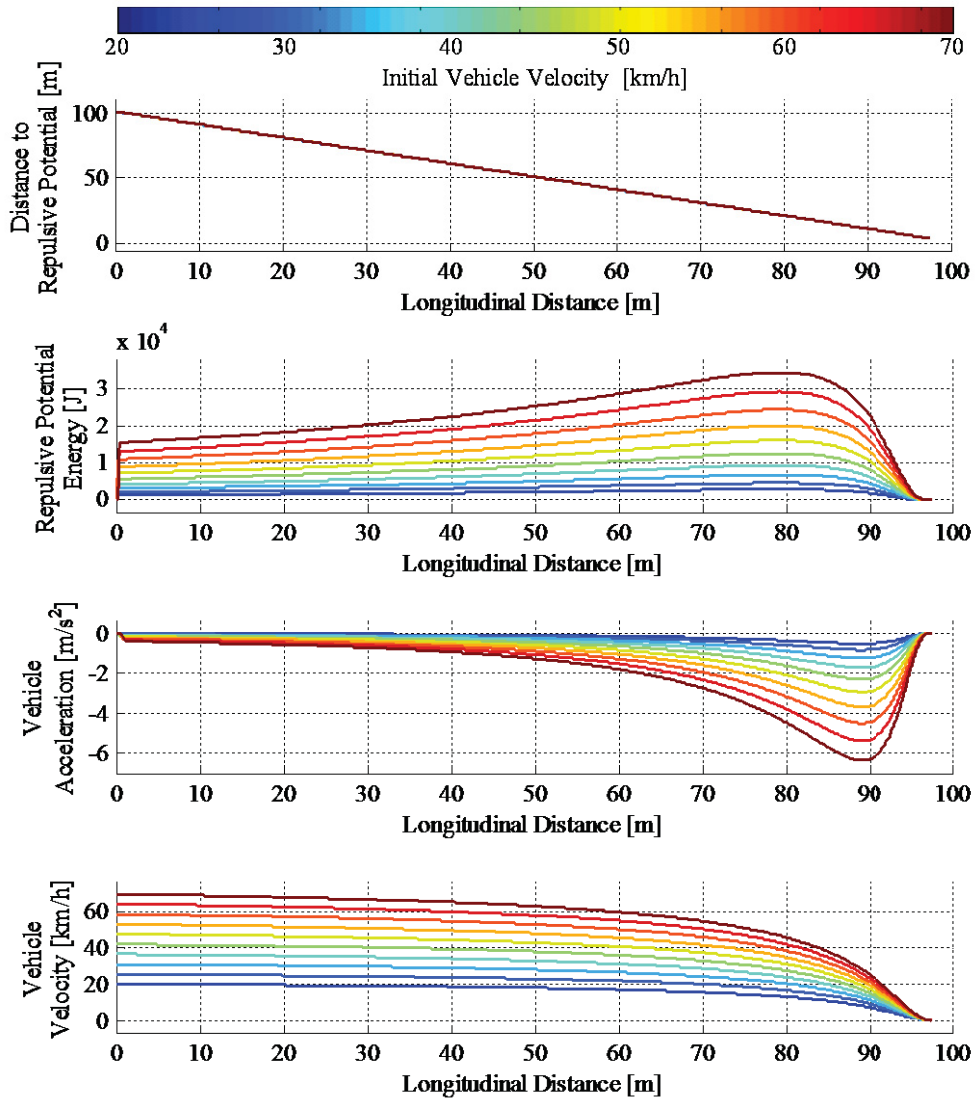 20 30 40 50 60 70
Initial Vehicle Velocity [km/h]
Distance to
Repulsive Potential [m]
100
50
0
0 10 20 30 40 50 60 70 80 90 100
Longitudinal Distance [m]
x 10^4
Repulsive Potential
Energy [J]
3
2
1
0
0 10 20 30 40 50 60 70 80 90 100
Longitudinal Distance [m]
Vehicle
Acceleration [m/s²]
0
-2
-4
-6
0 10 20 30 40 50 60 70 80 90 100
Longitudinal Distance [m]
Vehicle
Velocity [km/h]
60
40
20
0
0 10 20 30 40 50 60 70 80 90 100
Longitudinal Distance [m]